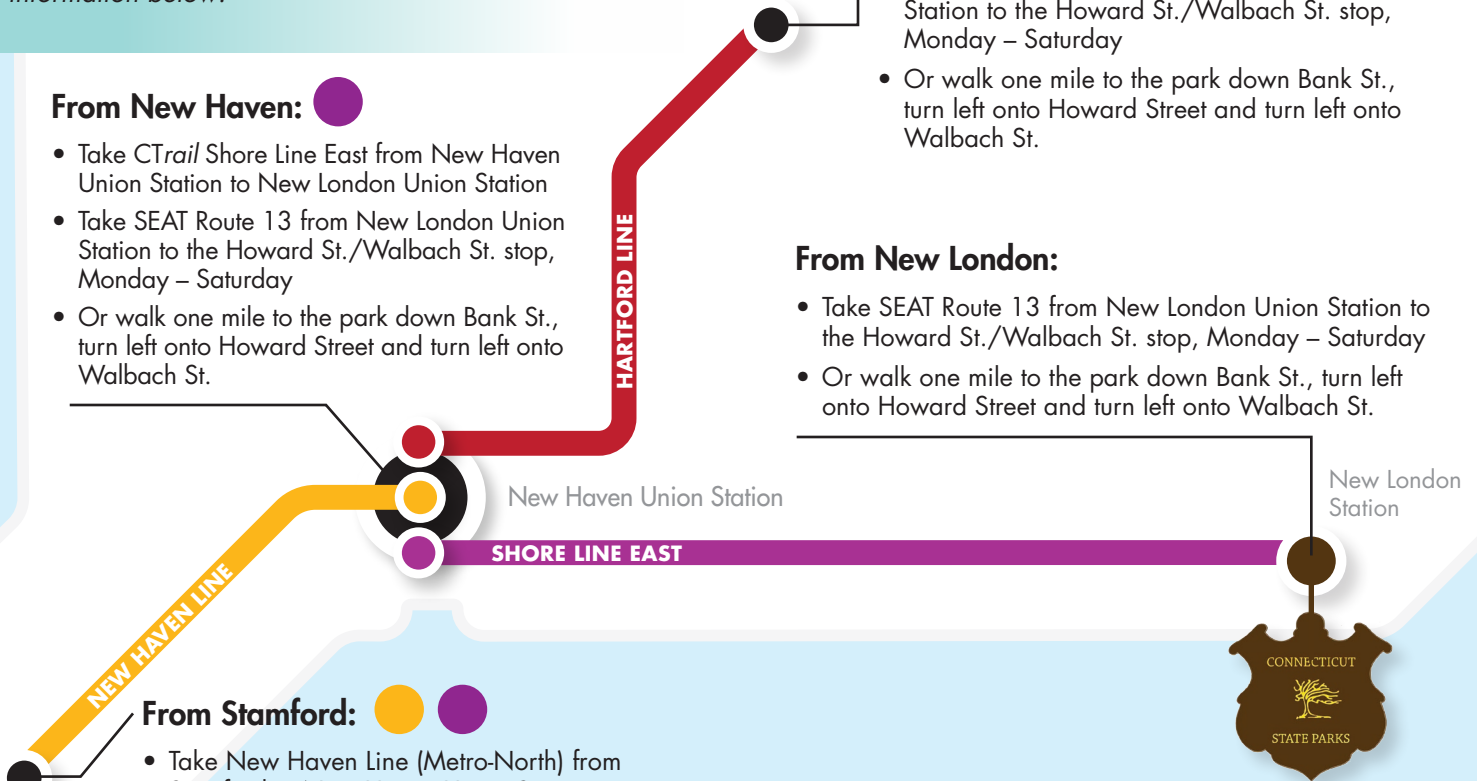 information below.
From New Haven:
• Take CTrail Shore Line East from New Haven
Union Station to New London Union Station
• Take SEAT Route 13 from New London Union
Station to the Howard St./Walbach St. stop,
Monday – Saturday
• Or walk one mile to the park down Bank St.,
turn left onto Howard Street and turn left onto
Walbach St.
Station to the Howard St./Walbach St. stop,
Monday – Saturday
• Or walk one mile to the park down Bank St.,
turn left onto Howard Street and turn left onto
Walbach St.
HARTFORD LINE
From New London:
• Take SEAT Route 13 from New London Union Station to
the Howard St./Walbach St. stop, Monday – Saturday
• Or walk one mile to the park down Bank St., turn left
onto Howard Street and turn left onto Walbach St.
New Haven Union Station
New London
Station
SHORE LINE EAST
NEW HAVEN LINE
CONNECTICUT
STATE PARKS
From Stamford:
• Take New Haven Line (Metro-North) from